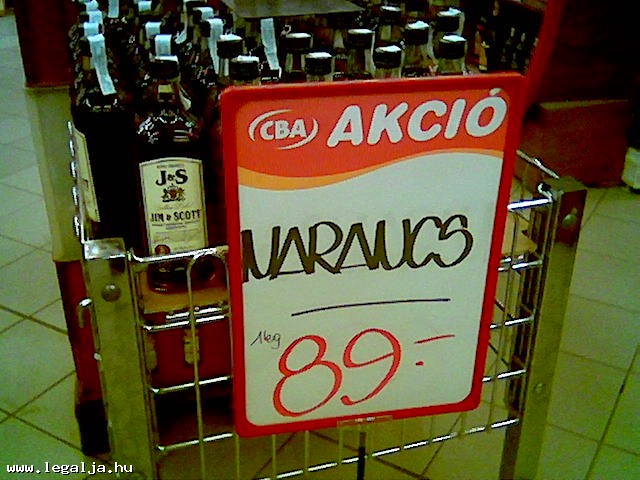 CBA AKCIÓ
NARANCS
1kg
89.-
J&S
JIM & SCOTT
www.legalja.hu